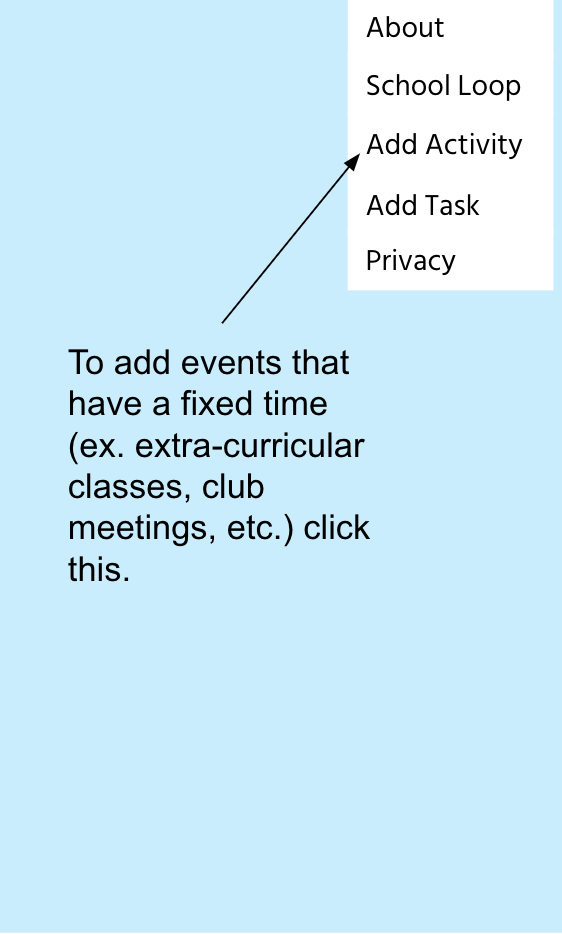 About
School Loop
Add Activity
Add Task
Privacy
To add events that
have a fixed time
(ex. extra-curricular
classes, club
meetings, etc.) click
this.